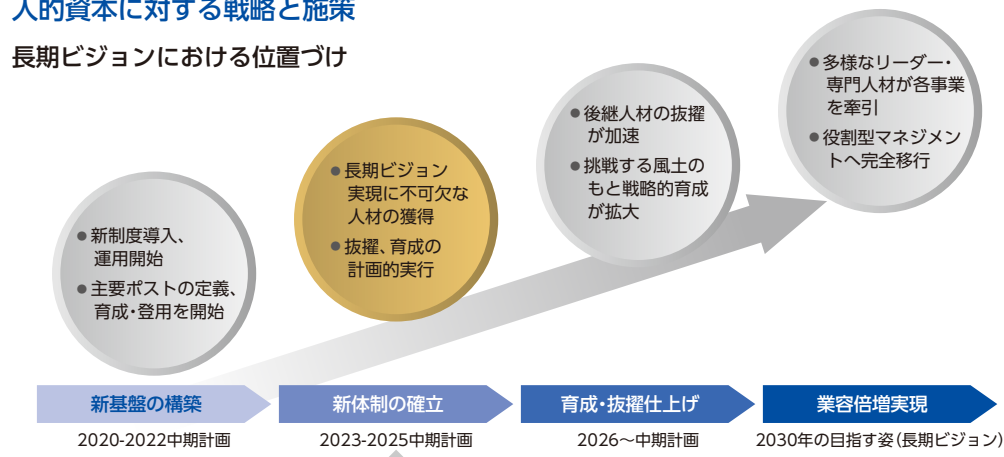 人的資本に対する戦略と施策
長期ビジョンにおける位置づけ
●新制度導入、
運用開始
●主要ポストの定義、
育成・登用を開始
●長期ビジョン
実現に不可欠な
人材の獲得
●抜擢、育成の
計画的実行
●後継人材の抜擢
が加速
●挑戦する風土の
もと戦略的育成
が拡大
●多様なリーダー・
専門人材が各事業
を牽引
●役割型マネジメン
トへ完全移行
新基盤の構築
新体制の確立
育成・抜擢仕上げ
業容倍増実現
2020-2022中期計画
2023-2025中期計画
2026～中期計画
2030年の目指す姿(長期ビジョン)